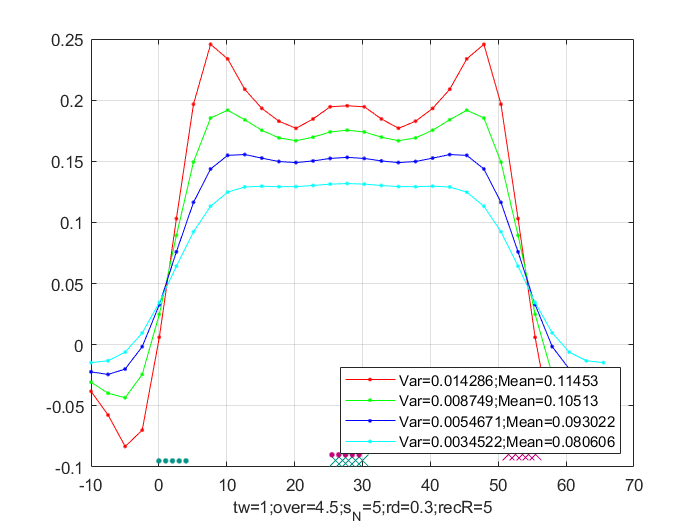 0.25
0.2
0.15
0.1
0.05
0
-0.05
-0.1
Var=0.014286;Mean=0.11453
Var=0.008749;Mean=0.10513
Var=0.0054671;Mean=0.093022
Var=0.0034522;Mean=0.080606
-10 0 10 20 30 40 50 60 70
tw=1;over=4.5;s_N=5;rd=0.3;recR=5